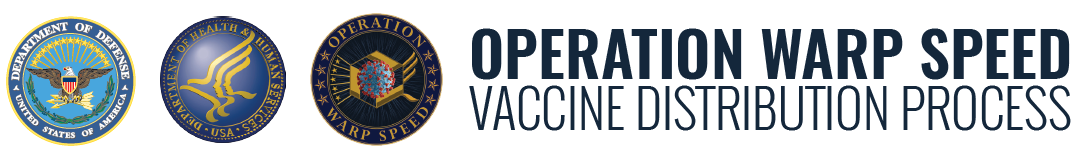 DEPARTMENT OF DEFENSE
UNITED STATES OF AMERICA
DEPARTMENT OF HEALTH & HUMAN SERVICES
USA
OPERATION
WARP SPEED
OPERATION WARP SPEED
VACCINE DISTRIBUTION PROCESS